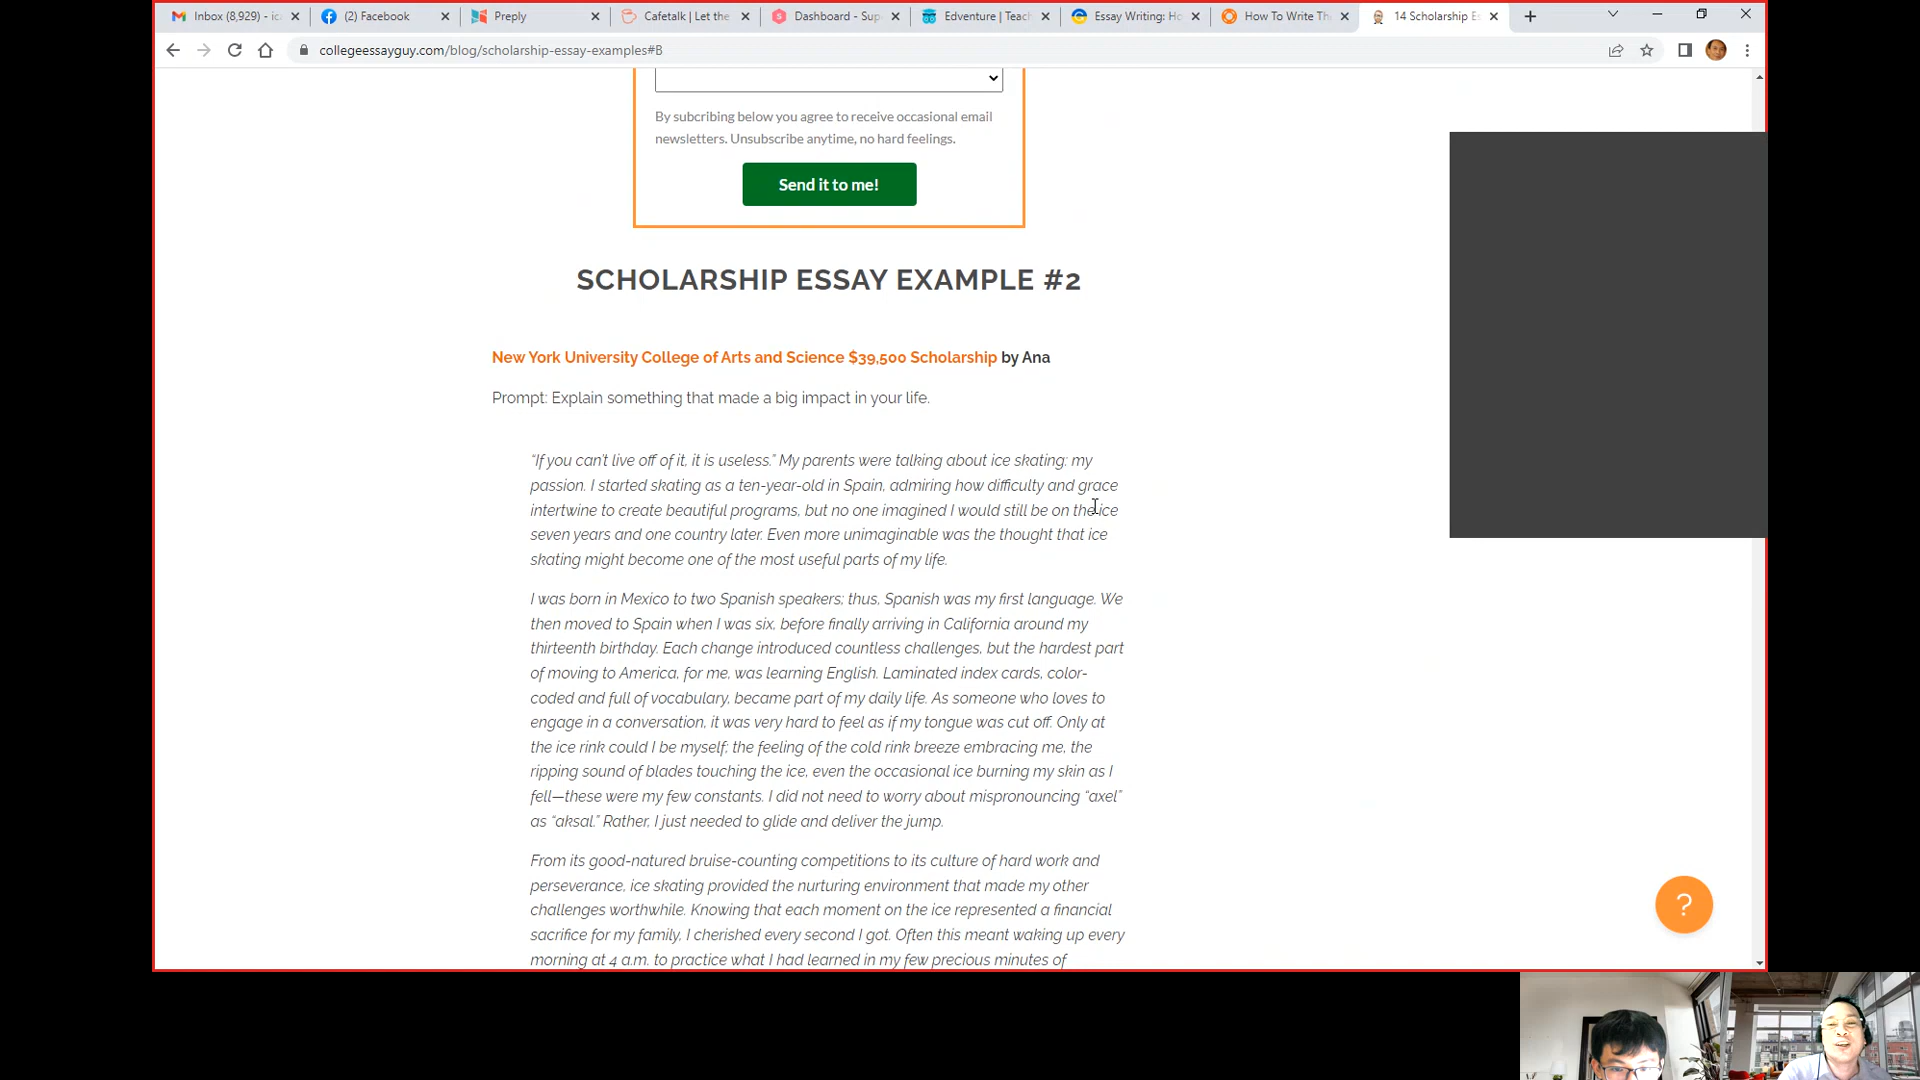 Inbox (8,929) - ic
(2) Facebook
Preply
Cafetalk | Let the
Dashboard - Sup
Edventure | Teach
Essay Writing: Ho
How To Write Th
14 Scholarship Es
collegeessayguy.com/blog/scholarship-essay-examples#B
By subcribing below you agree to receive occasional email
newsletters. Unsubscribe anytime, no hard feelings.
Send it to me!
SCHOLARSHIP ESSAY EXAMPLE #2
New York University College of Arts and Science $39,500 Scholarship by Ana
Prompt: Explain something that made a big impact in your life.
“If you can’t live off of it, it is useless.” My parents were talking about ice skating: my
passion. I started skating as a ten-year-old in Spain, admiring how difficulty and grace
intertwine to create beautiful programs, but no one imagined I would still be on the ice
seven years and one country later. Even more unimaginable was the thought that ice
skating might become one of the most useful parts of my life.
I was born in Mexico to two Spanish speakers; thus, Spanish was my first language. We
then moved to Spain when I was six, before finally arriving in California around my
thirteenth birthday. Each change introduced countless challenges, but the hardest part
of moving to America, for me, was learning English. Laminated index cards, color-
coded and full of vocabulary, became part of my daily life. As someone who loves to
engage in a conversation, it was very hard to feel as if my tongue was cut off. Only at
the ice rink could I be myself; the feeling of the cold rink breeze embracing me, the
ripping sound of blades touching the ice, even the occasional ice burning my skin as I
fell—these were my few constants. I did not need to worry about mispronouncing “axel”
as “aksal.” Rather, I just needed to glide and deliver the jump.
From its good-natured bruise-counting competitions to its culture of hard work and
perseverance, ice skating provided the nurturing environment that made my other
challenges worthwhile. Knowing that each moment on the ice represented a financial
sacrifice for my family, I cherished every second I got. Often this meant waking up every
morning at 4 a.m. to practice what I had learned in my few precious minutes of
?